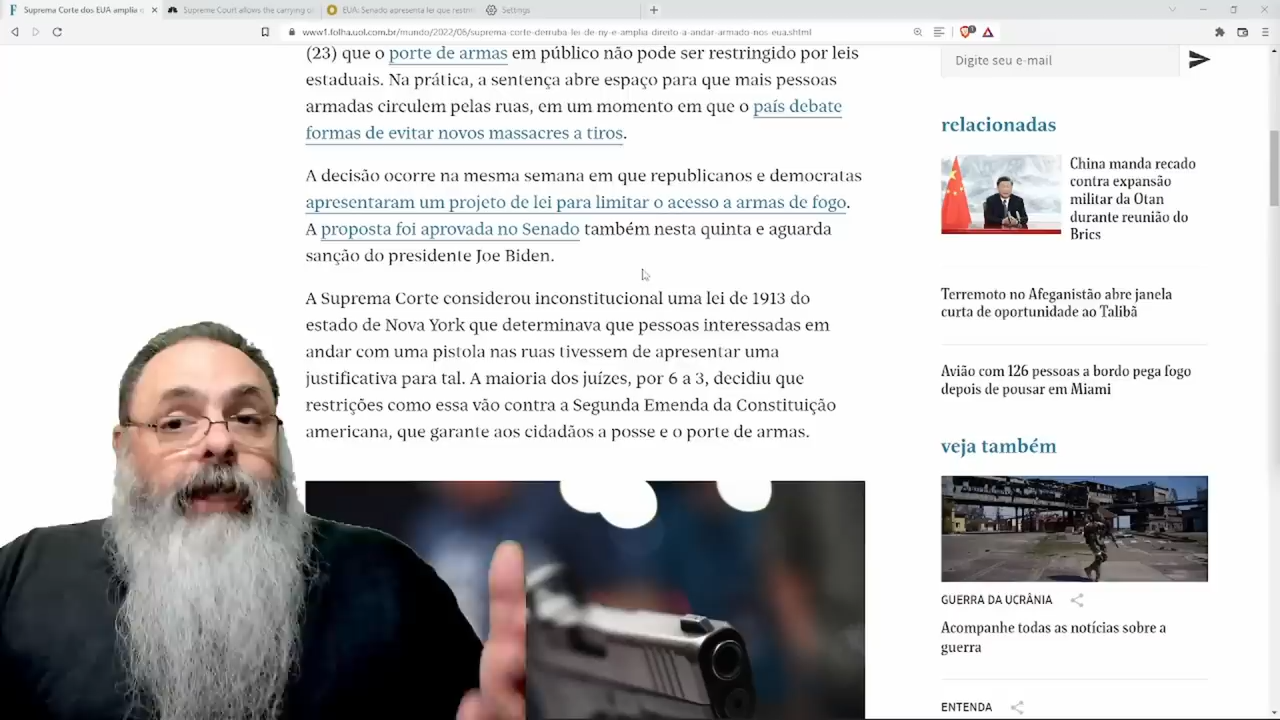 Suprema Corte dos EUA amplia
Supreme Court allows the carrying of
EUA: Senado apresenta lei que restrin
Settings
www1.folha.uol.com.br/mundo/2022/06/suprema-corte-derruba-lei-de-ny-e-amplia-direito-a-andar-armado-nos-eua.shtml
(23) que o porte de armas em público não pode ser restringido por leis
estaduais. Na prática, a sentença abre espaço para que mais pessoas
armadas circulem pelas ruas, em um momento em que o país debate
formas de evitar novos massacres a tiros.
A decisão ocorre na mesma semana em que republicanos e democratas
apresentaram um projeto de lei para limitar o acesso a armas de fogo.
A proposta foi aprovada no Senado também nesta quinta e aguarda
sanção do presidente Joe Biden.
A Suprema Corte considerou inconstitucional uma lei de 1913 do
estado de Nova York que determinava que pessoas interessadas em
andar com uma pistola nas ruas tivessem de apresentar uma
justificativa para tal. A maioria dos juízes, por 6 a 3, decidiu que
restrições como essa vão contra a Segunda Emenda da Constituição
americana, que garante aos cidadãos a posse e o porte de armas.
Digite seu e-mail
relacionadas
China manda recado
contra expansão
militar da Otan
durante reunião do
Brics
Terremoto no Afeganistão abre janela
curta de oportunidade ao Talibã
Avião com 126 pessoas a bordo pega fogo
depois de pousar em Miami
veja também
GUERRA DA UCRÂNIA
Acompanhe todas as notícias sobre a
guerra
ENTENDA